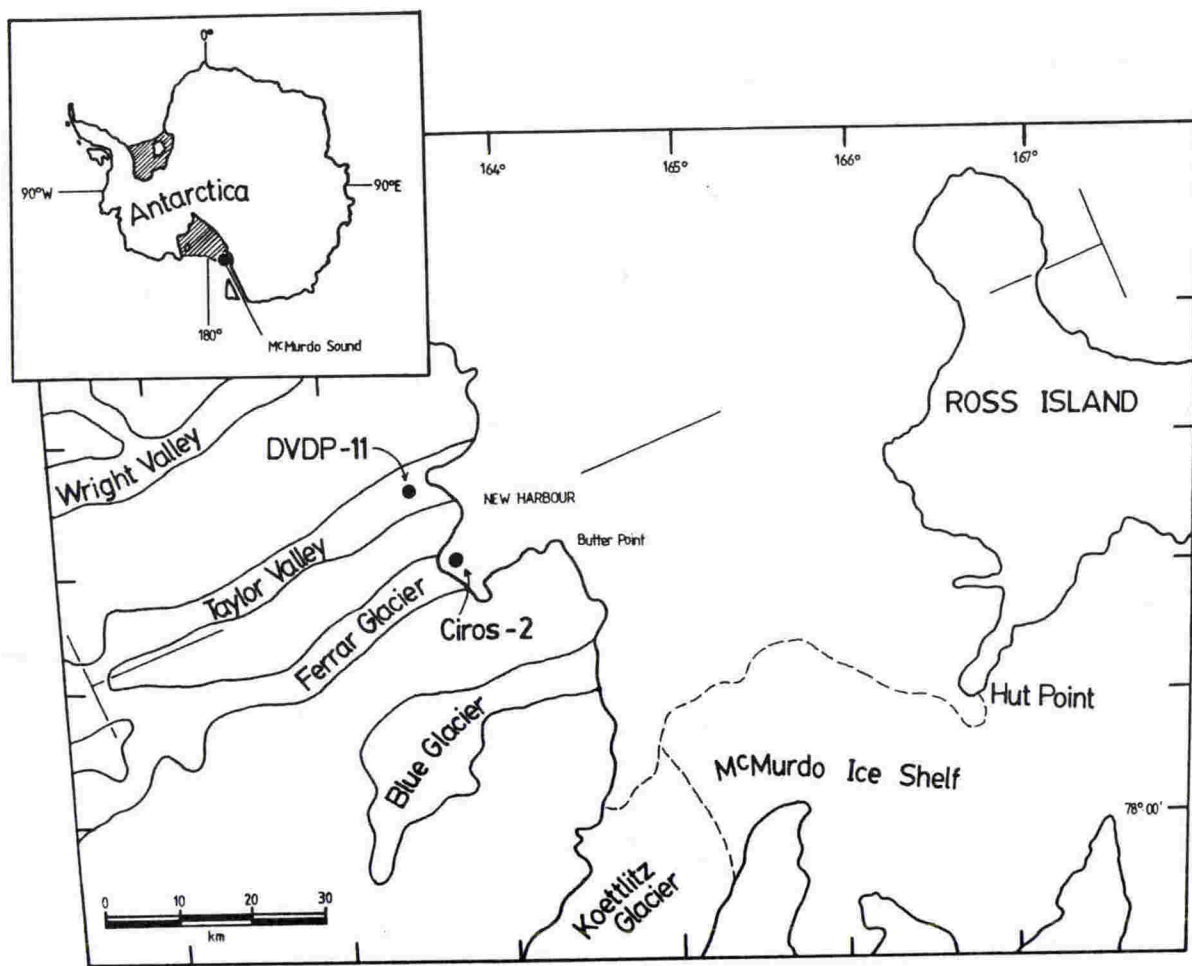 0°
90°W
90°E
Antarctica
180°
McMurdo Sound
164°
165°
166°
167°
ROSS ISLAND
Wright Valley
DVDP-11
NEW HARBOUR
Butter Point
Taylor Valley
Ferrar Glacier
Ciros-2
Hut Point
Blue Glacier
McMurdo Ice Shelf
78°00'
Koettlitz
Glacier
0 10 20 30
km